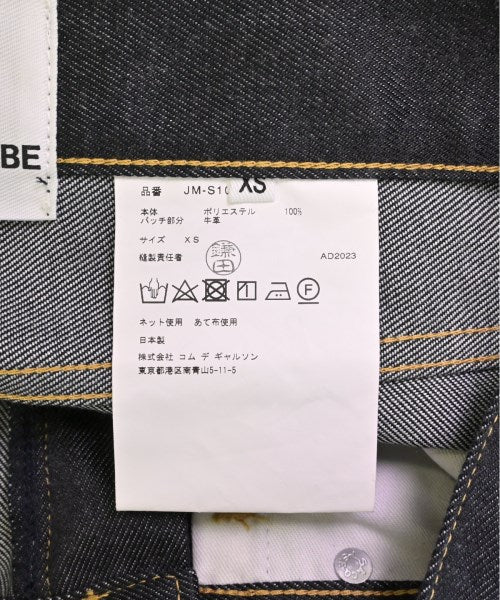 BE
XS
品番 JM-S10
本体 ポリエステル 100%
パッチ部分 牛革
サイズ XS
縫製責任者 鎌田 AD2023
ネット使用 あて布使用
日本製
株式会社 コム デ ギャルソン
東京都港区南青山5-11-5